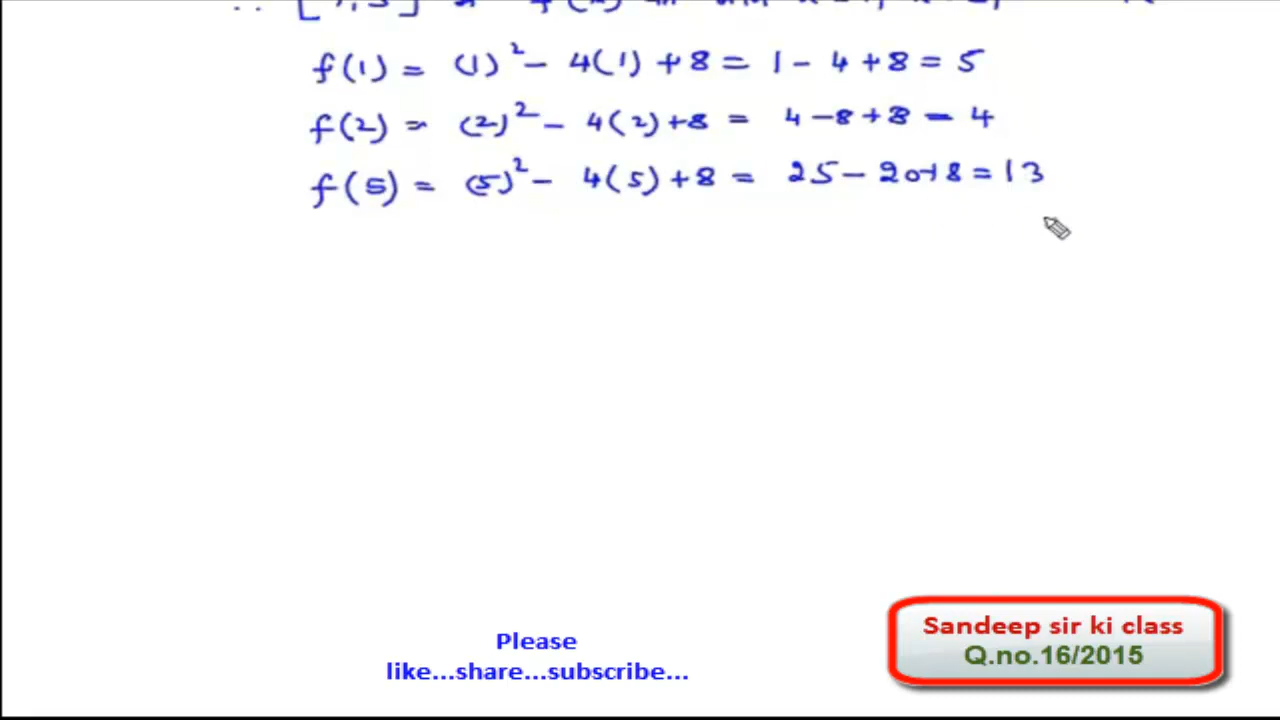 f(1) = (1)² - 4(1) + 8 = 1 - 4 + 8 = 5
f(2) = (2)² - 4(2) + 8 = 4 - 8 + 8 = 4
f(5) = (5)² - 4(5) + 8 = 25 - 20 + 8 = 13
Please
like...share...subscribe...
Sandeep sir ki class
Q.no.16/2015